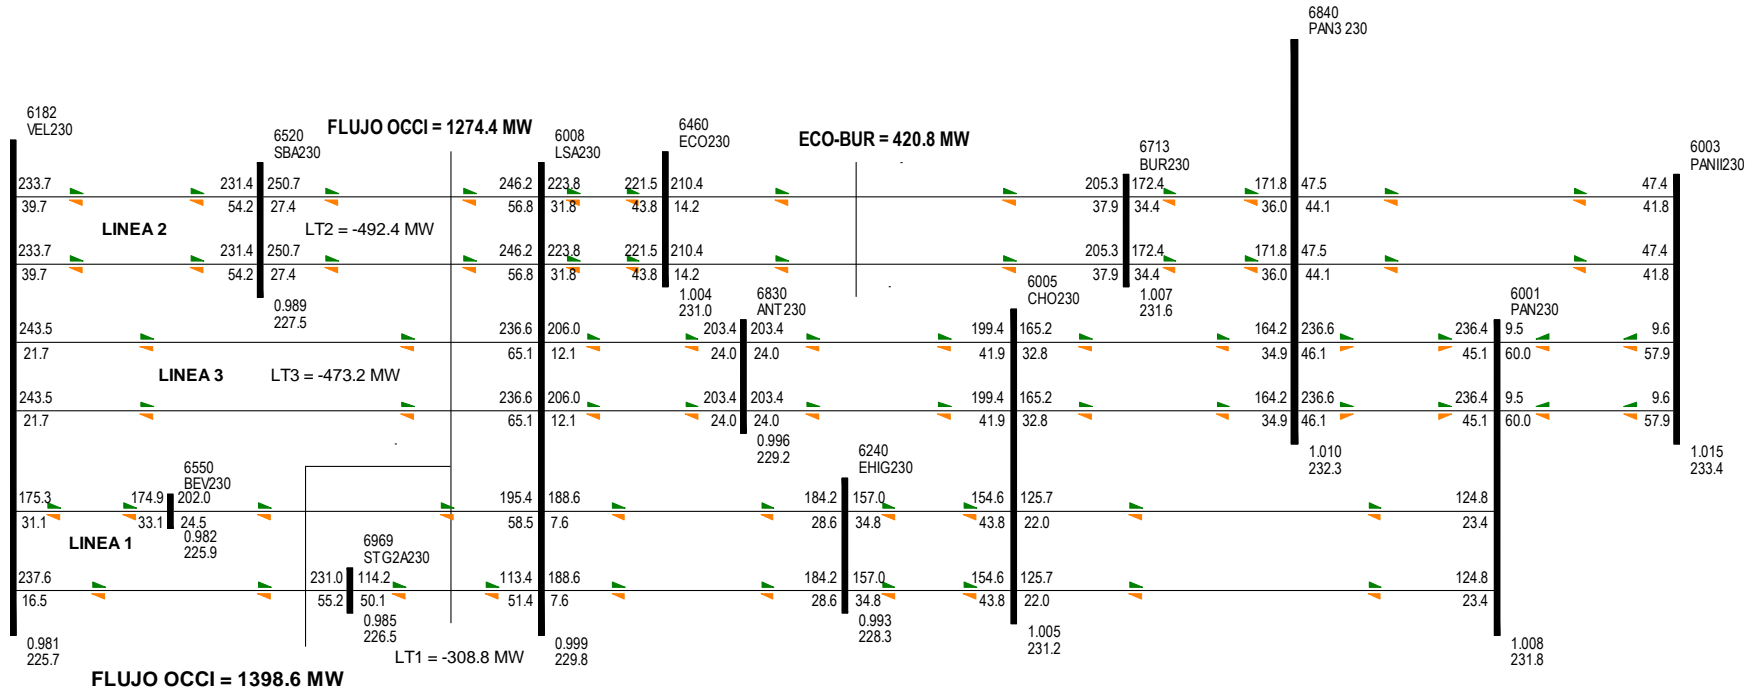 6840
PAN3 230
6182
VEL230
6520
SBA230
FLUJO OCCI = 1274.4 MW
6008
LSA230
6460
ECO230
ECO-BUR = 420.8 MW
6713
BUR230
6003
PANII230
233.7 231.4 250.7 246.2 223.8 221.5 210.4 205.3 172.4 171.8 47.5 47.4
39.7 54.2 27.4 56.8 31.8 43.8 14.2 37.9 34.4 36.0 44.1 41.8
LINEA 2 LT2 = -492.4 MW
233.7 231.4 250.7 246.2 223.8 221.5 210.4 205.3 172.4 171.8 47.5 47.4
39.7 54.2 27.4 56.8 31.8 43.8 14.2 37.9 34.4 36.0 44.1 41.8
0.989
227.5
1.004
231.0
6830
ANT230
6005
CHO230
1.007
231.6
6001
PAN230
243.5 236.6 206.0 203.4 203.4 199.4 165.2 164.2 236.6 236.4 9.5 9.6
21.7 65.1 12.1 24.0 24.0 41.9 32.8 34.9 46.1 45.1 60.0 57.9
LINEA 3 LT3 = -473.2 MW
243.5 236.6 206.0 203.4 203.4 199.4 165.2 164.2 236.6 236.4 9.5 9.6
21.7 65.1 12.1 24.0 24.0 41.9 32.8 34.9 46.1 45.1 60.0 57.9
0.996
229.2
1.010
232.3
1.015
233.4
6550
BEV230
6240
EHIG230
175.3 174.9 202.0 195.4 188.6 184.2 157.0 154.6 125.7 124.8
31.1 33.1 24.5 58.5 7.6 28.6 34.8 43.8 22.0 23.4
0.982
225.9
LINEA 1
6969
STG2A230
237.6 231.0 114.2 113.4 188.6 184.2 157.0 154.6 125.7 124.8
16.5 55.2 50.1 51.4 7.6 28.6 34.8 43.8 22.0 23.4
0.985
226.5
0.993
228.3
1.005
231.2
0.981
225.7
LT1 = -308.8 MW
0.999
229.8
1.008
231.8
FLUJO OCCI = 1398.6 MW